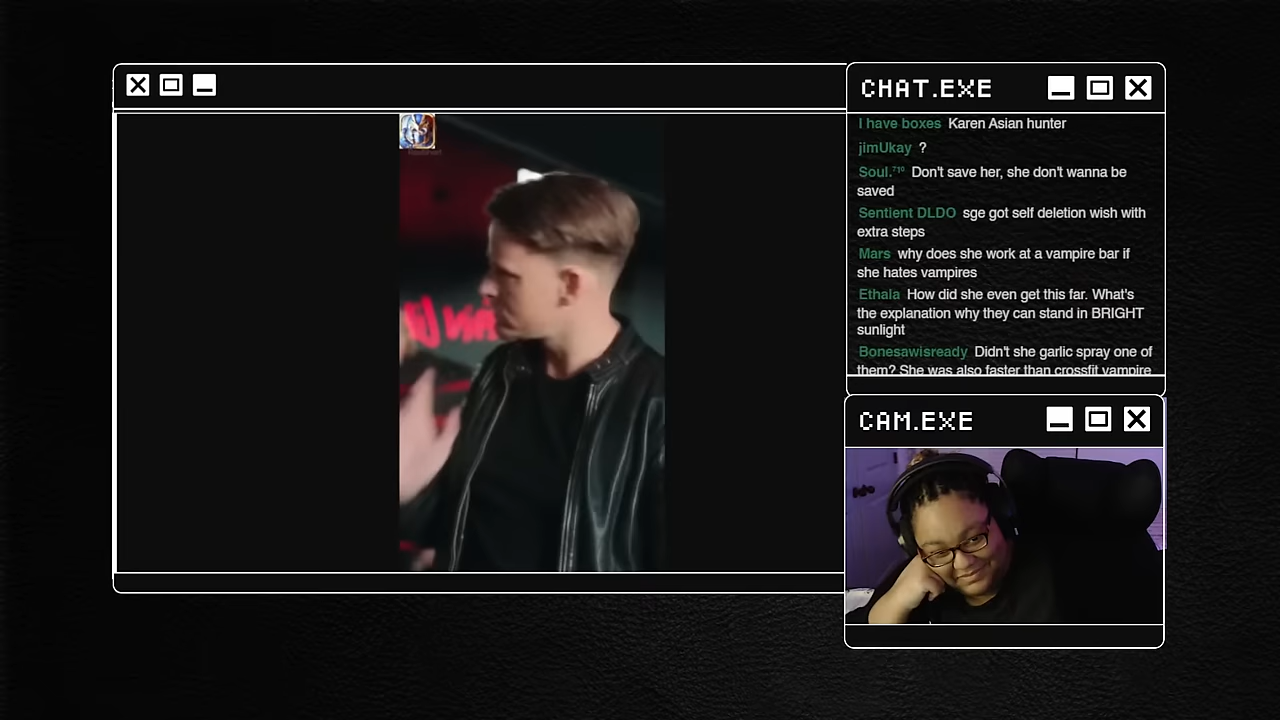 CHAT.EXE
I have boxes Karen Asian hunter
jimUkay ?
Soul.⁷¹⁰ Don't save her, she don't wanna be
saved
Sentient DLDO sge got self deletion wish with
extra steps
Mars why does she work at a vampire bar if
she hates vampires
Ethala How did she even get this far. What's
the explanation why they can stand in BRIGHT
sunlight
Bonesawisready Didn't she garlic spray one of
them? She was also faster than crossfit vampire
CAM.EXE